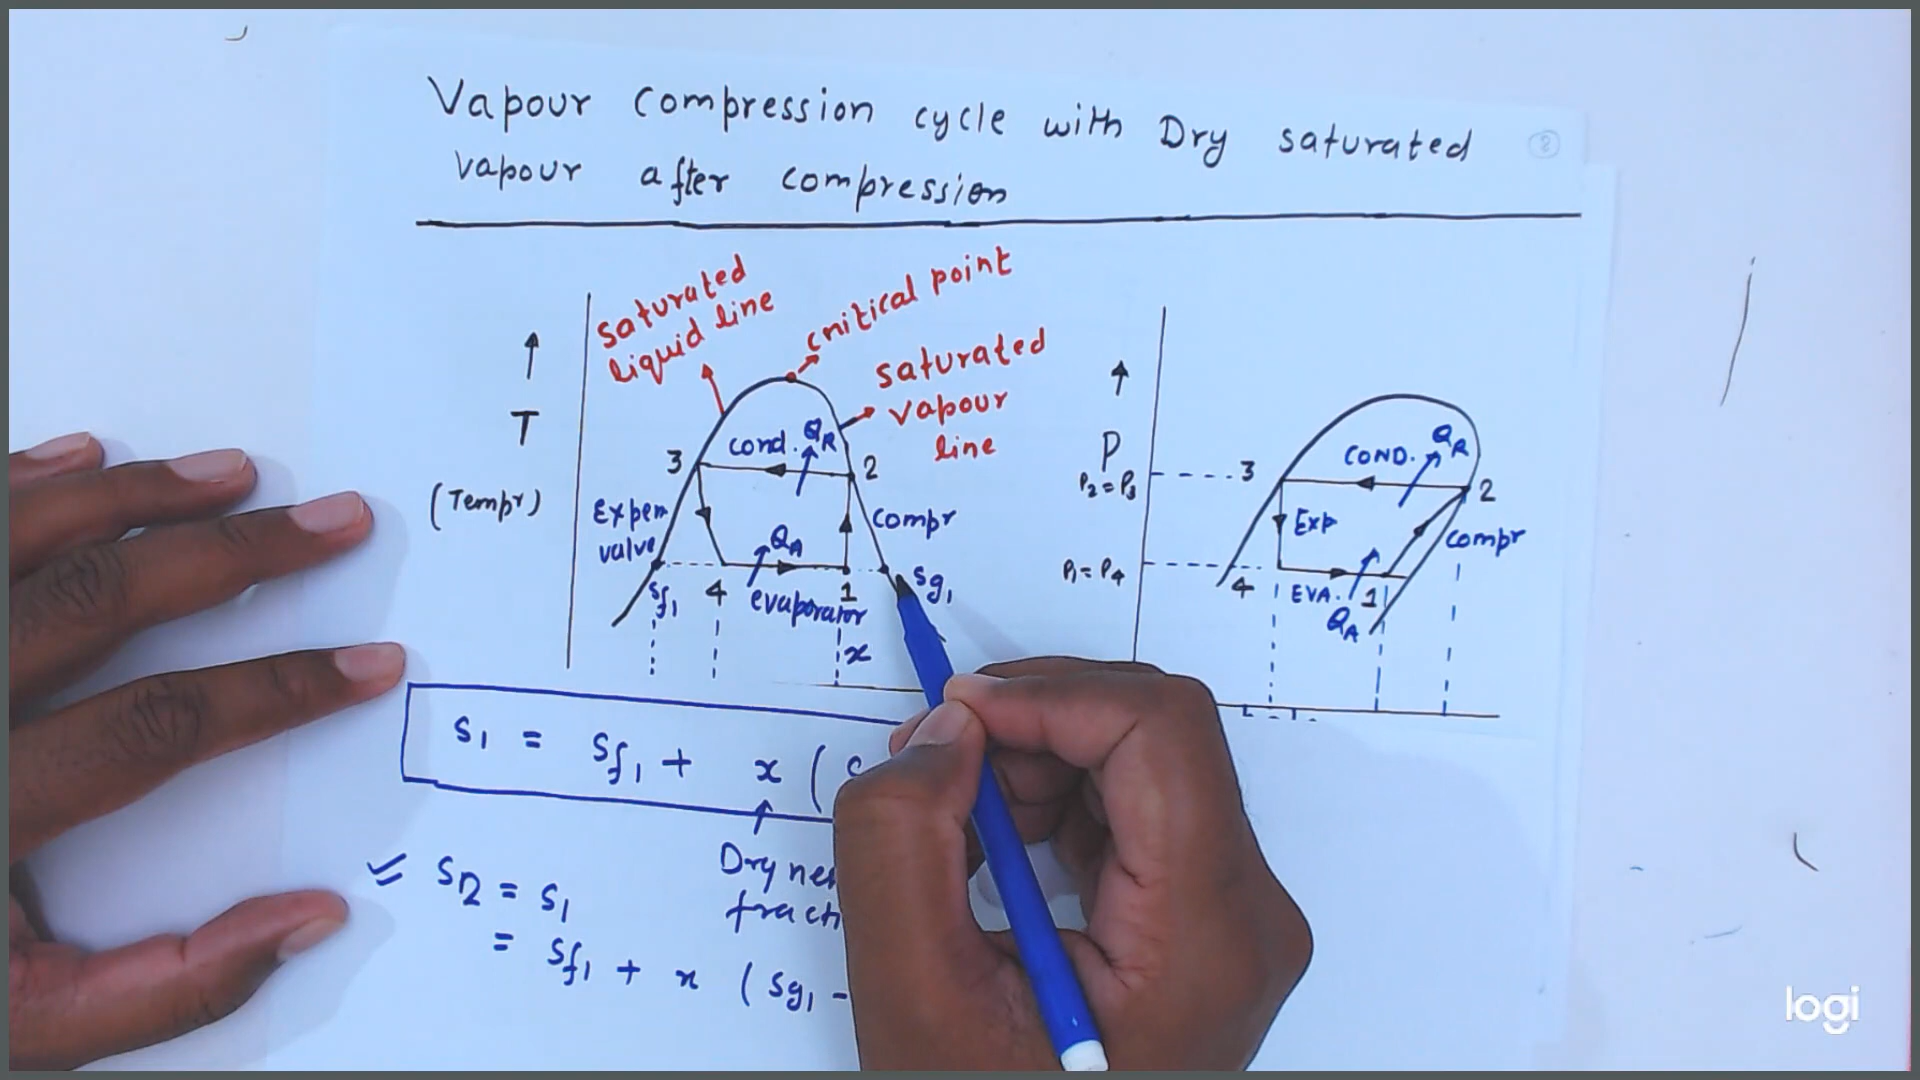 Vapour compression cycle with Dry saturated
vapour after compression
saturated
liquid line
critical point
saturated
vapour
line
T
(Tempr)
3
cond. QR
2
Expen
valve
compr
QA
sf1
4
evaporator
1
sg1
x
P
P2 = P3
3
COND.
QR
2
Exp
compr
P1 = P4
4
EVA.
1
QA
s1 = sf1 + x (
Dry
s2 = s1
= sf1 + x (sg1 -
logi